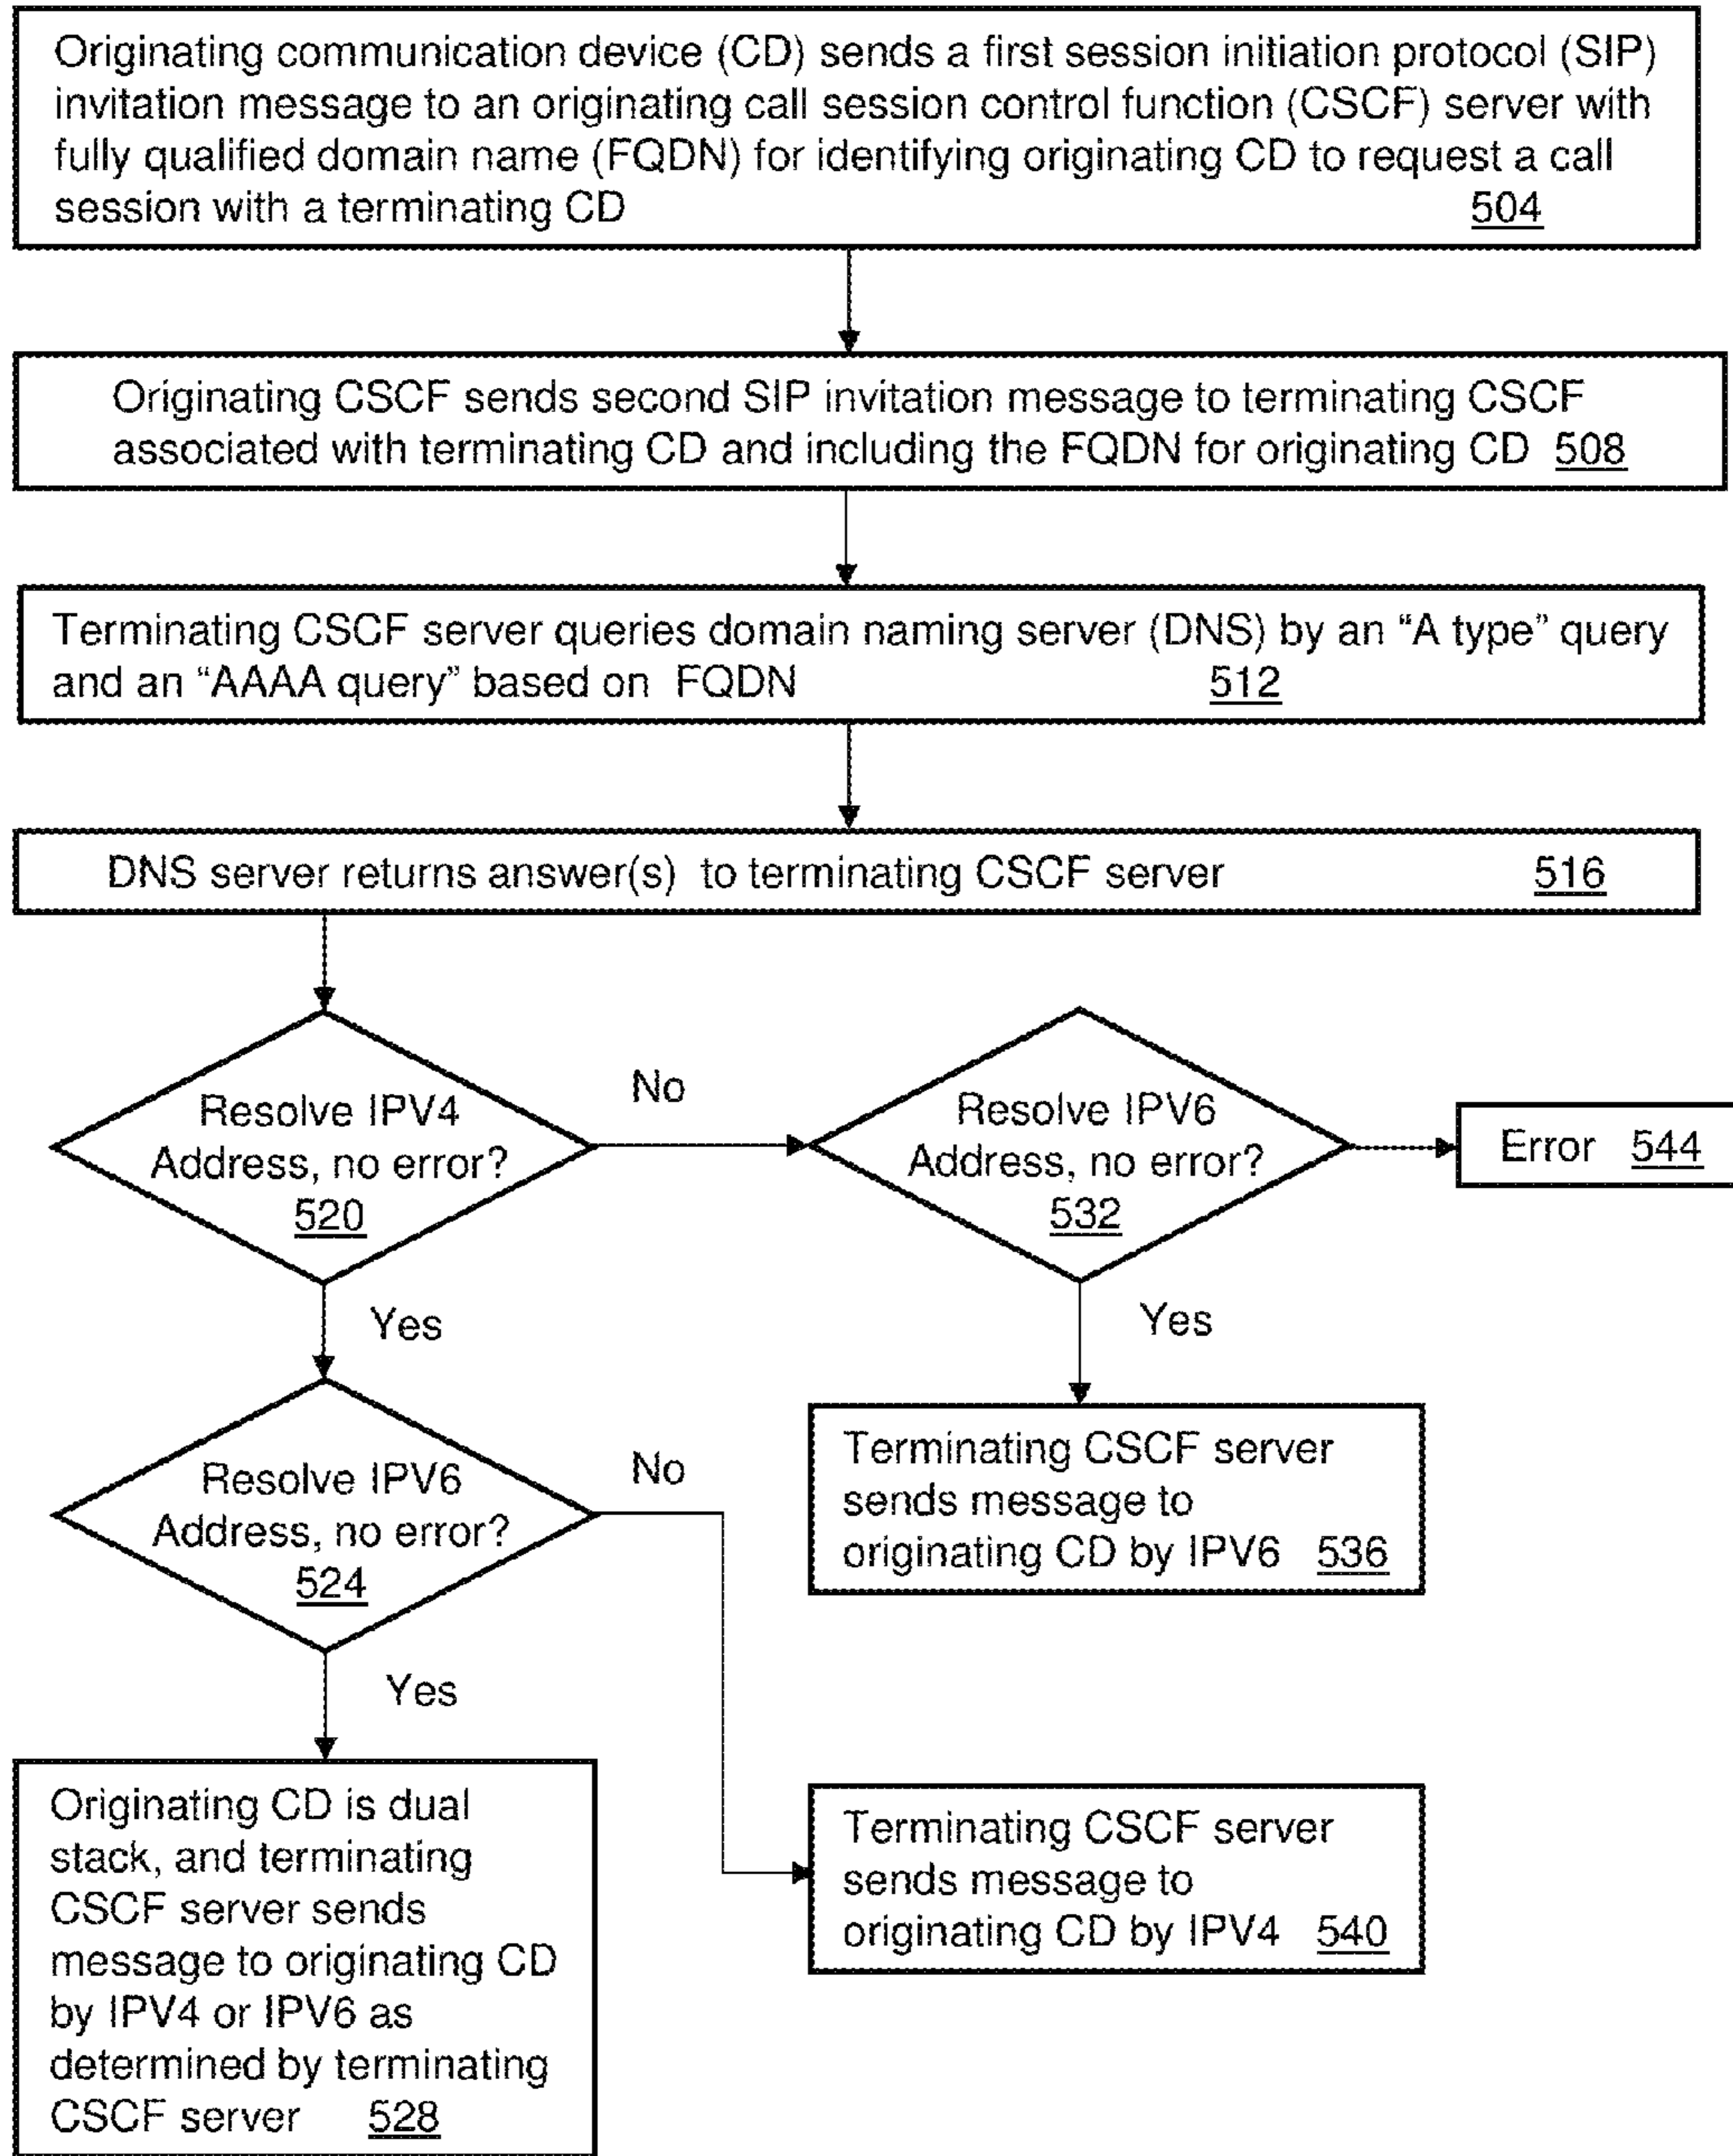 Originating communication device (CD) sends a first session initiation protocol (SIP)
invitation message to an originating call session control function (CSCF) server with
fully qualified domain name (FQDN) for identifying originating CD to request a call
session with a terminating CD 504
Originating CSCF sends second SIP invitation message to terminating CSCF
associated with terminating CD and including the FQDN for originating CD 508
Terminating CSCF server queries domain naming server (DNS) by an “A type” query
and an “AAAA query” based on FQDN 512
DNS server returns answer(s) to terminating CSCF server 516
Resolve IPV4
Address, no error?
520
No
Resolve IPV6
Address, no error?
532
Error 544
Yes
Yes
Resolve IPV6
Address, no error?
524
No
Terminating CSCF server
sends message to
originating CD by IPV6 536
Yes
Originating CD is dual
stack, and terminating
CSCF server sends
message to originating CD
by IPV4 or IPV6 as
determined by terminating
CSCF server 528
Terminating CSCF server
sends message to
originating CD by IPV4 540